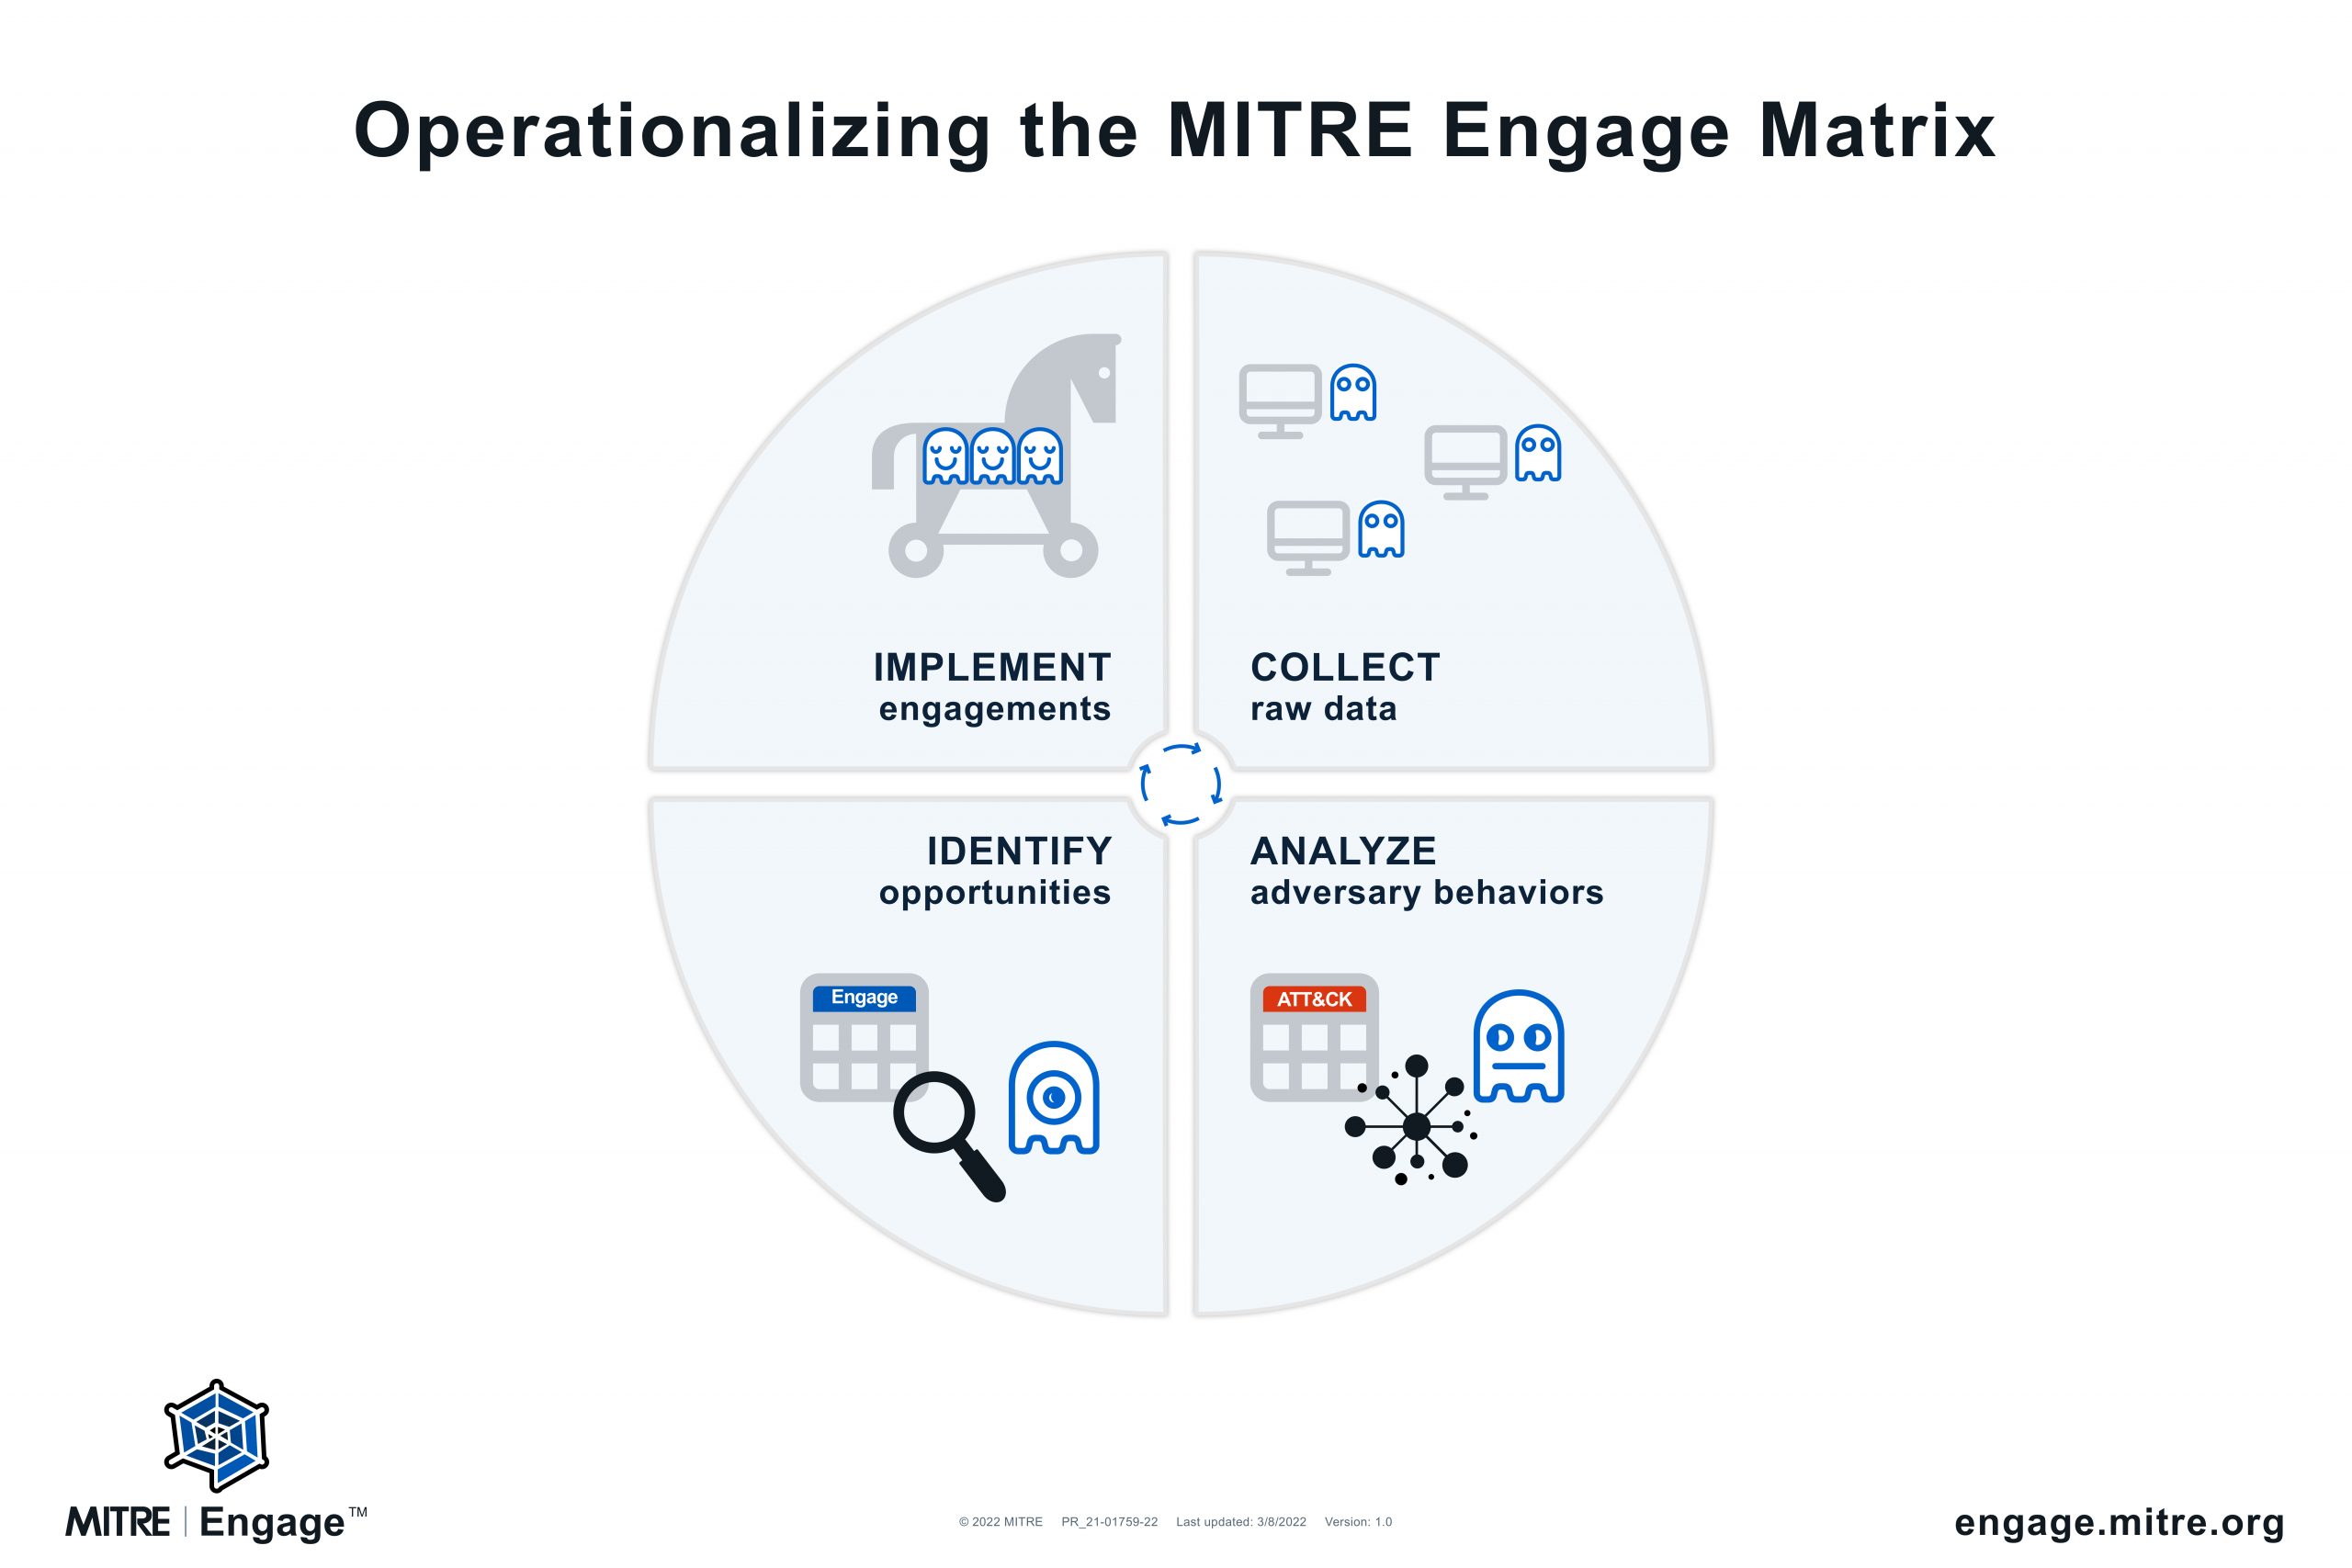 Operationalizing the MITRE Engage Matrix
IMPLEMENT
engagements
COLLECT
raw data
IDENTIFY
opportunities
ANALYZE
adversary behaviors
Engage
ATT&CK
MITRE | Engage™
© 2022 MITRE PR_21-01759-22 Last updated: 3/8/2022 Version: 1.0
engage.mitre.org